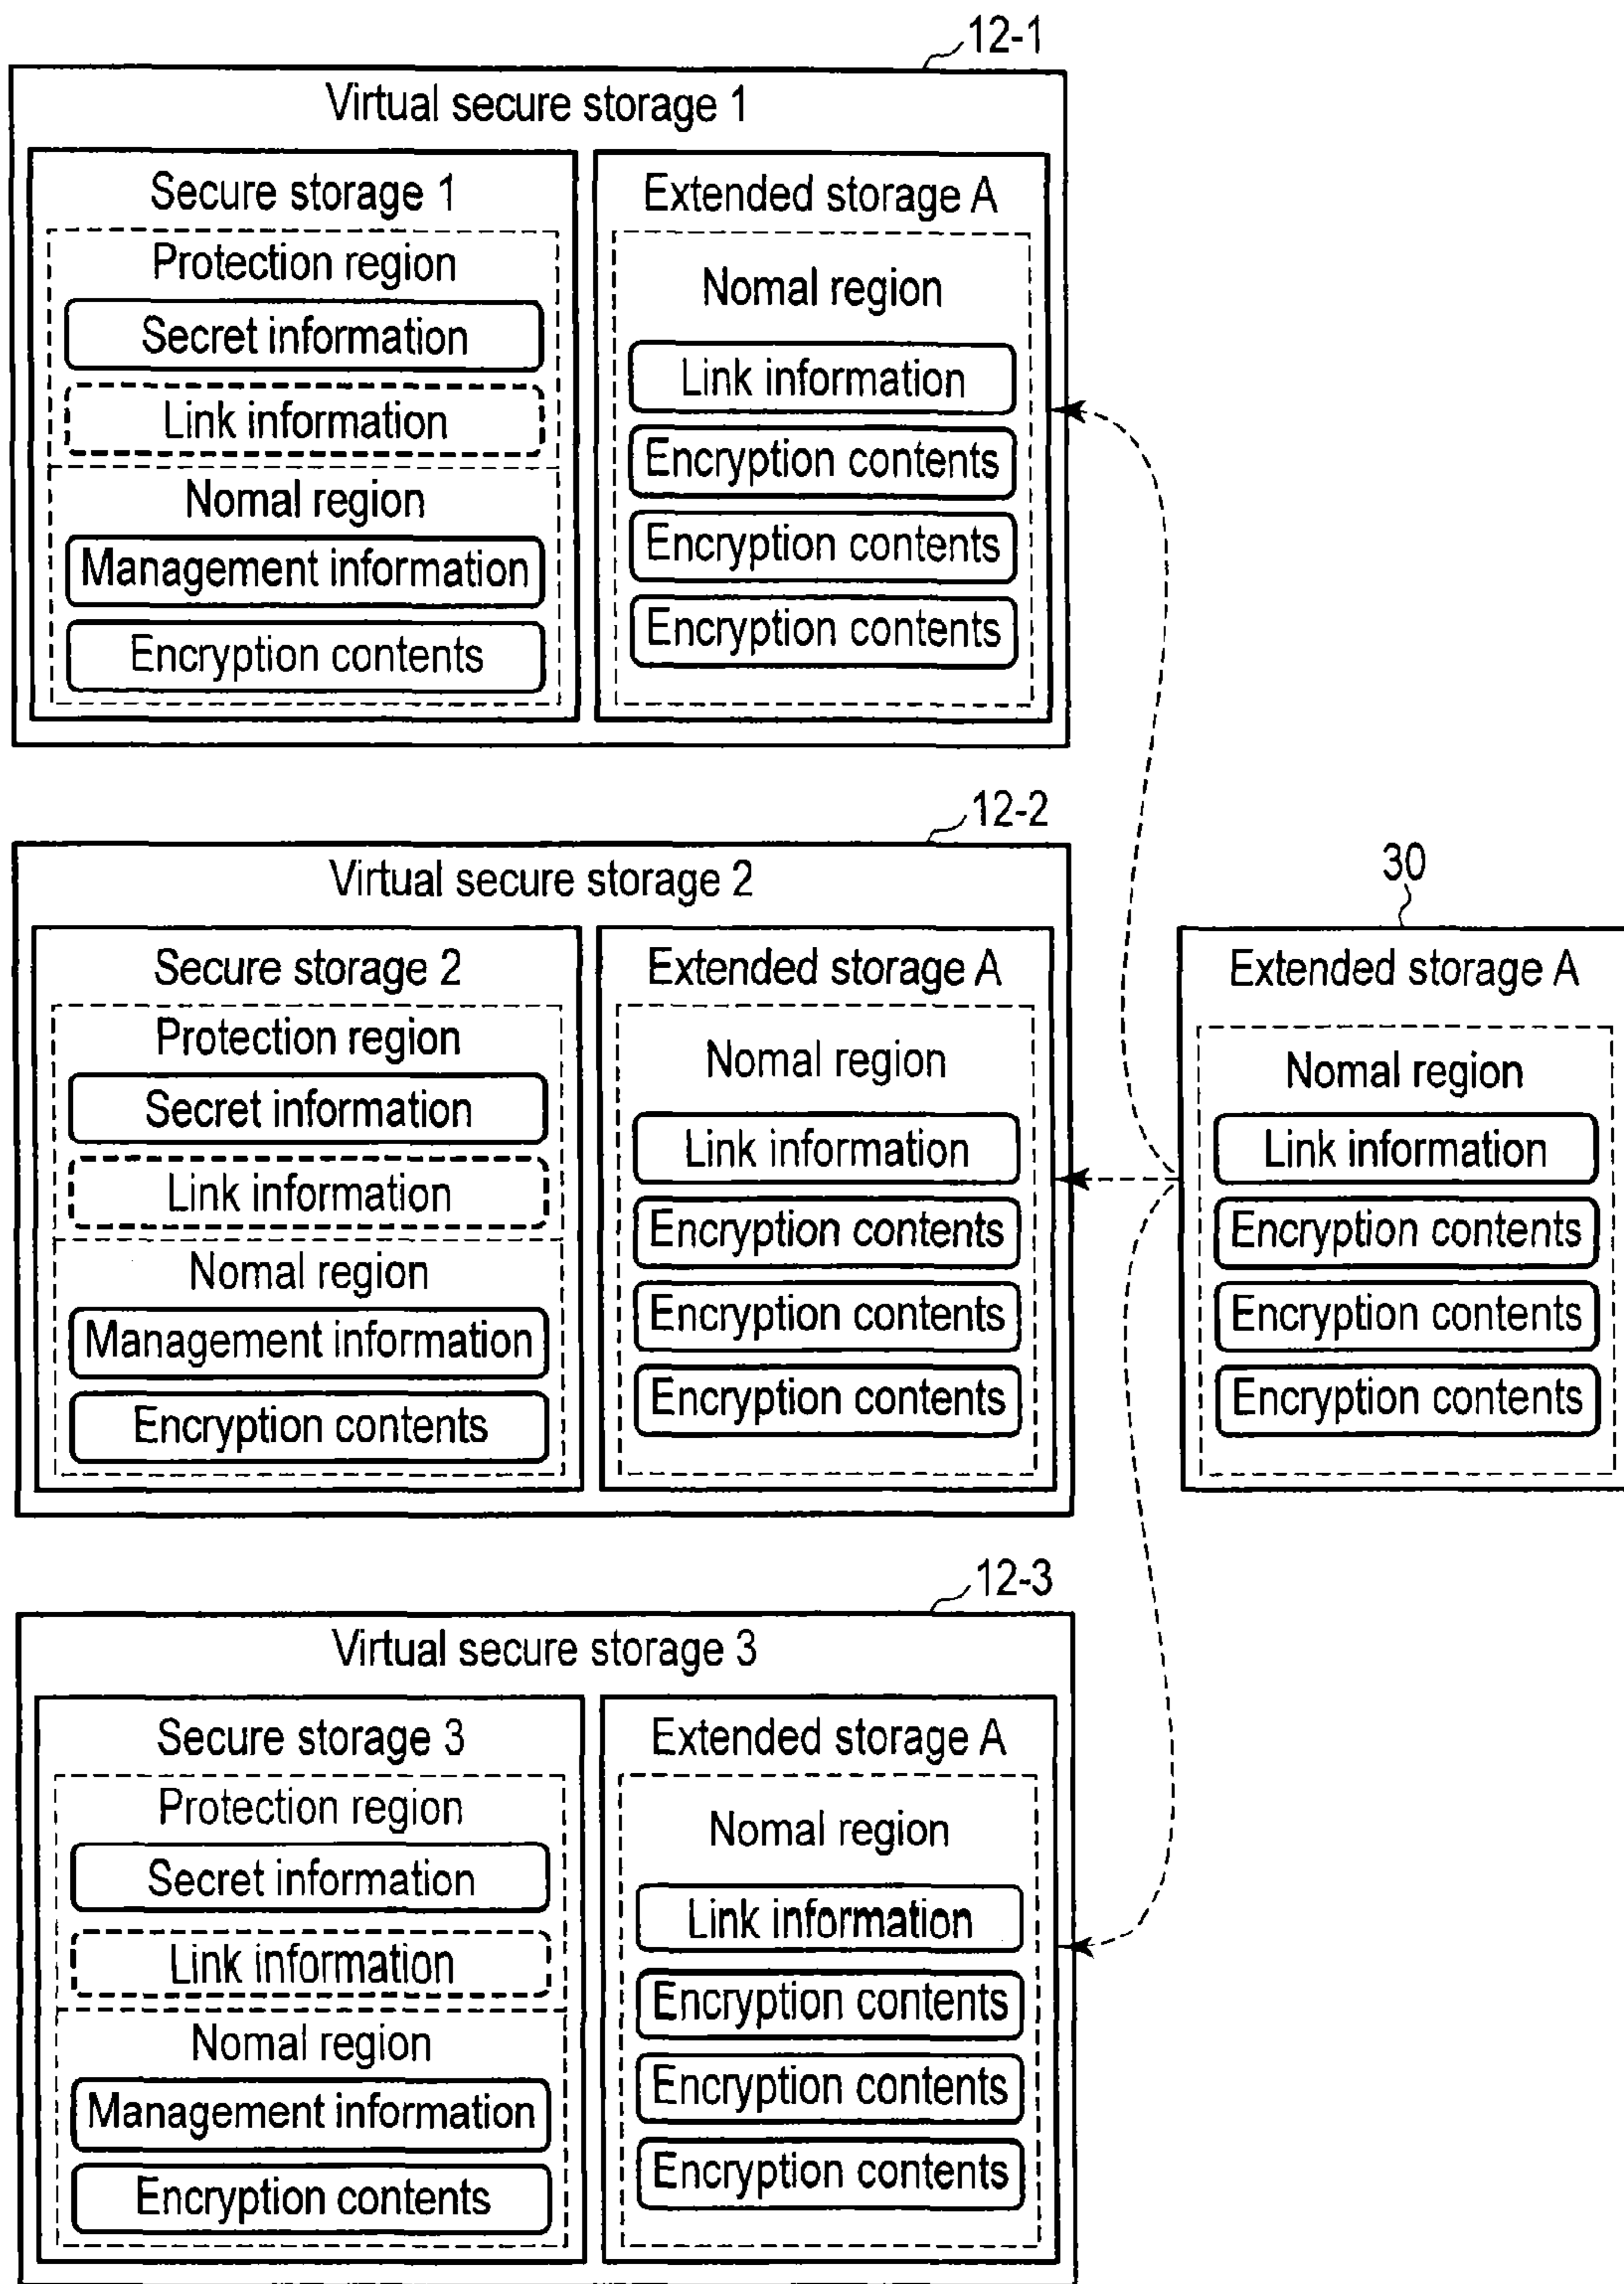 12-1
Virtual secure storage 1
Secure storage 1
Protection region
Secret information
Link information
Nomal region
Management information
Encryption contents
Extended storage A
Nomal region
Link information
Encryption contents
Encryption contents
Encryption contents
12-2
Virtual secure storage 2
Secure storage 2
Protection region
Secret information
Link information
Nomal region
Management information
Encryption contents
Extended storage A
Nomal region
Link information
Encryption contents
Encryption contents
Encryption contents
30
Extended storage A
Nomal region
Link information
Encryption contents
Encryption contents
Encryption contents
12-3
Virtual secure storage 3
Secure storage 3
Protection region
Secret information
Link information
Nomal region
Management information
Encryption contents
Extended storage A
Nomal region
Link information
Encryption contents
Encryption contents
Encryption contents